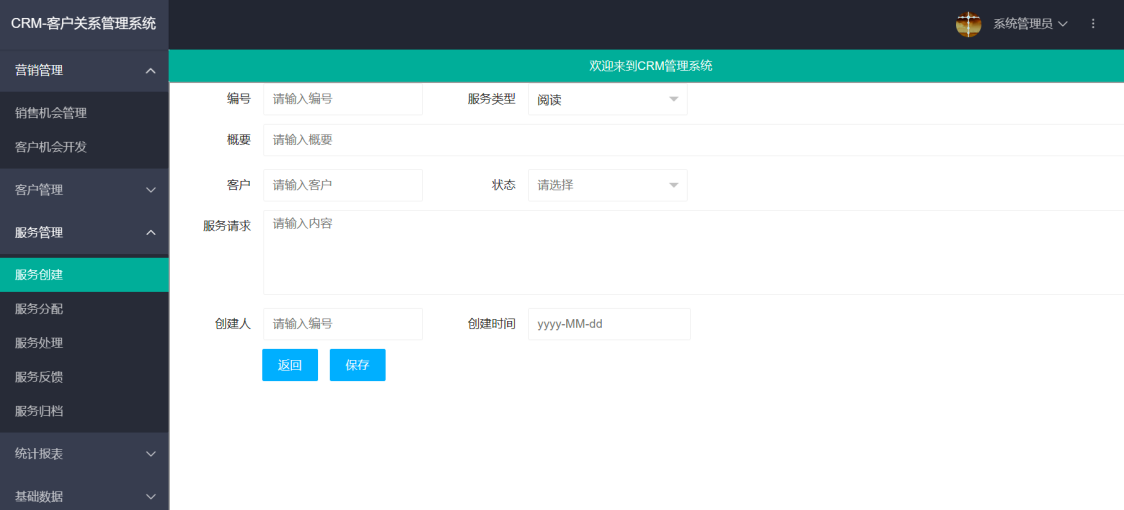 CRM-客户关系管理系统
系统管理员
欢迎来到CRM管理系统
营销管理
销售机会管理
客户机会开发
客户管理
服务管理
服务创建
服务分配
服务处理
服务反馈
服务归档
统计报表
基础数据
编号 请输入编号 服务类型 阅读
概要 请输入概要
客户 请输入客户 状态 请选择
服务请求 请输入内容
创建人 请输入编号 创建时间 yyyy-MM-dd
返回 保存